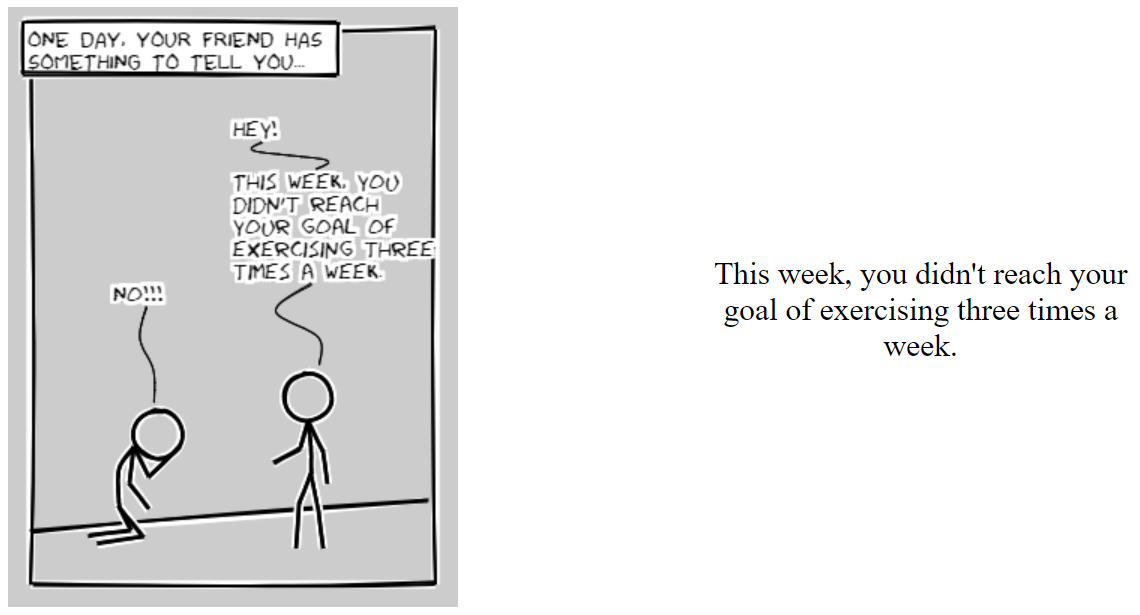 ONE DAY, YOUR FRIEND HAS
SOMETHING TO TELL YOU...
HEY!
THIS WEEK, YOU
DIDN'T REACH
YOUR GOAL OF
EXERCISING THREE
TIMES A WEEK.
NO!!!
This week, you didn't reach your
goal of exercising three times a
week.